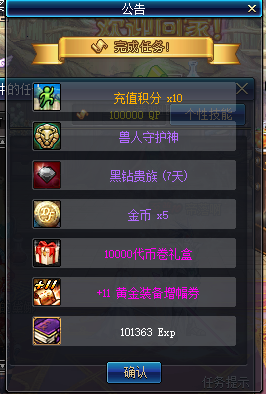 公告
完成任务!
充值积分 x10
100000 QP
个性技能
兽人守护神
黑钻贵族 (7天)
金币 x5
10000代币卷礼盒
+11 黄金装备增幅券
101363 Exp
确认
任务提示